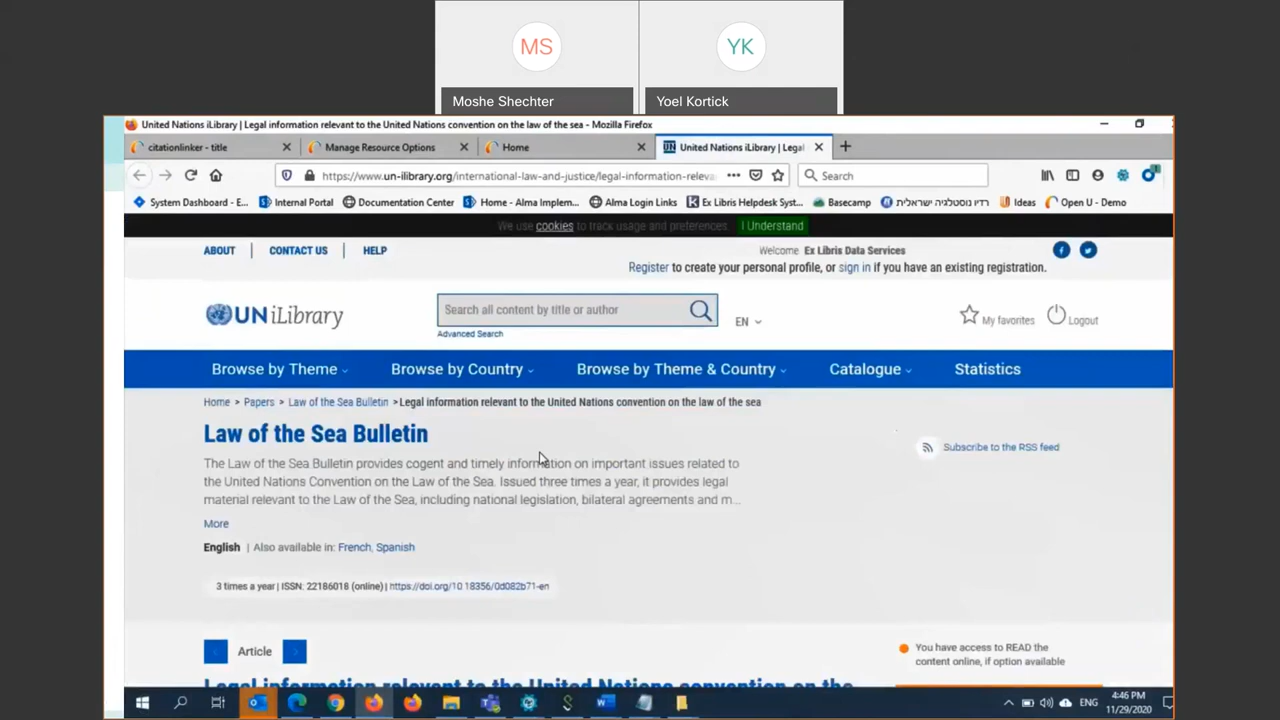 MS
YK
Moshe Shechter
Yoel Kortick
United Nations iLibrary | Legal information relevant to the United Nations convention on the law of the sea - Mozilla Firefox
citationlinker - title
Manage Resource Options
Home
UN United Nations iLibrary | Legal
https://www.un-ilibrary.org/international-law-and-justice/legal-information-releva
Search
System Dashboard - E...
Internal Portal
Documentation Center
Home - Alma Implem...
Alma Login Links
Ex Libris Helpdesk Syst...
Basecamp
רדיו נוסטלגיה ישראלית
Ideas
Open U - Demo
We use cookies to track usage and preferences. I Understand
ABOUT | CONTACT US | HELP
Welcome Ex Libris Data Services
Register to create your personal profile, or sign in if you have an existing registration.
UN iLibrary
Search all content by title or author
Advanced Search
EN
My favorites
Logout
Browse by Theme
Browse by Country
Browse by Theme & Country
Catalogue
Statistics
Home > Papers > Law of the Sea Bulletin >Legal information relevant to the United Nations convention on the law of the sea
Law of the Sea Bulletin
Subscribe to the RSS feed
The Law of the Sea Bulletin provides cogent and timely information on important issues related to
the United Nations Convention on the Law of the Sea. Issued three times a year, it provides legal
material relevant to the Law of the Sea, including national legislation, bilateral agreements and m...
More
English | Also available in: French, Spanish
3 times a year | ISSN: 22186018 (online) | https://doi.org/10.18356/0d082b71-en
Article
You have access to READ the
content online, if option available
Legal information relevant to the United Nations convention on the
ENG
4:46 PM
11/29/2020